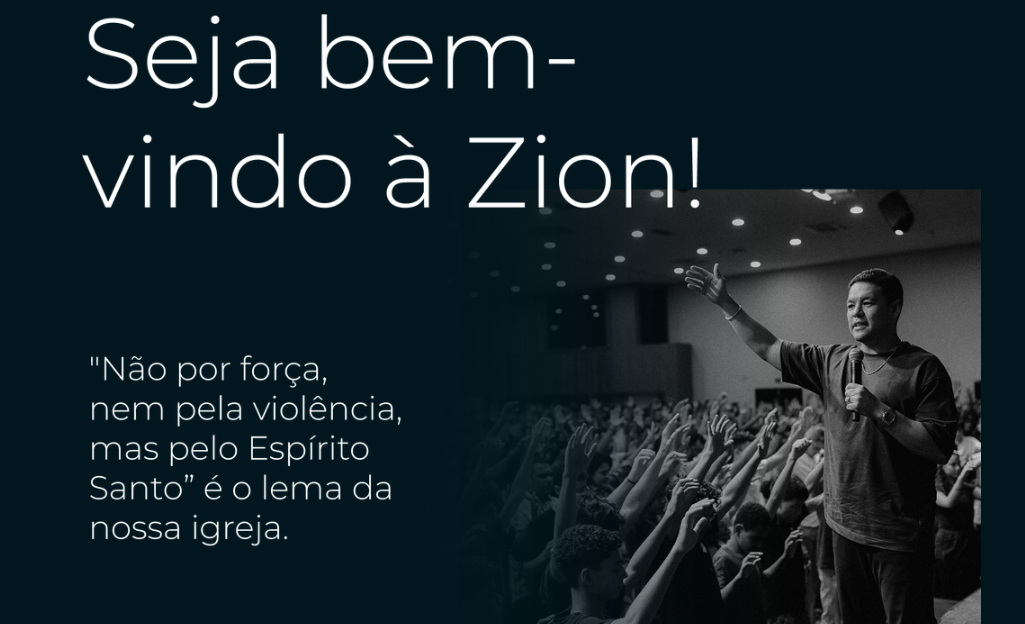 Seja bem-
vindo à Zion!
"Não por força,
nem pela violência,
mas pelo Espírito
Santo” é o lema da
nossa igreja.